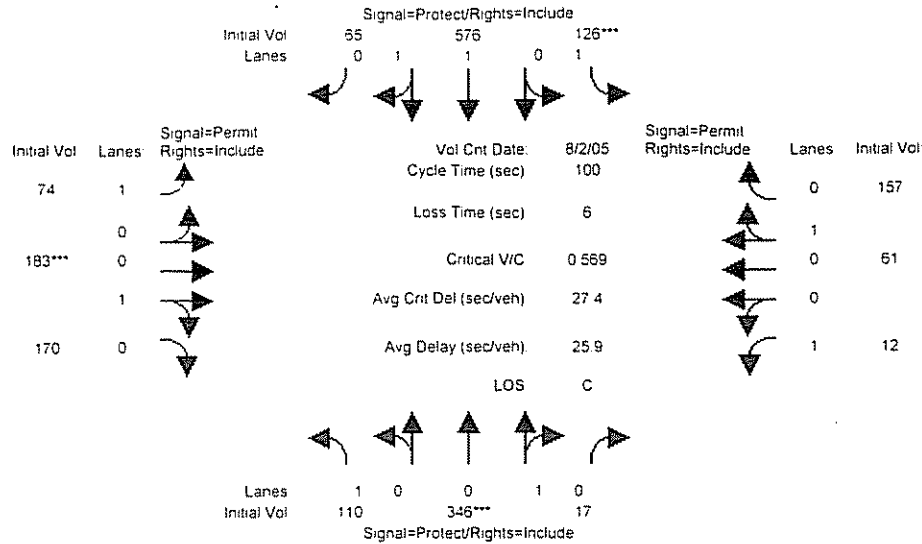 Signal=Protect/Rights=Include
Initial Vol 65 576 126***
Lanes 0 1 1 0 1
Signal=Permit
Initial Vol Lanes Rights=Include
Vol Cnt Date: 8/2/05
Signal=Permit
Rights=Include Lanes Initial Vol
Cycle Time (sec) 100
74 1
0 157
Loss Time (sec) 6
0
1
183*** 0
Critical V/C 0 569
0 61
1
Avg Crit Del (sec/veh) 27 4
0
170 0
Avg Delay (sec/veh) 25.9
1 12
LOS C
Lanes 1 0 0 1 0
Initial Vol 110 346*** 17
Signal=Protect/Rights=Include